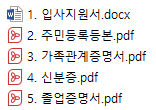 1. 입사지원서.docx
2. 주민등록등본.pdf
3. 가족관계증명서.pdf
4. 신분증.pdf
5. 졸업증명서.pdf